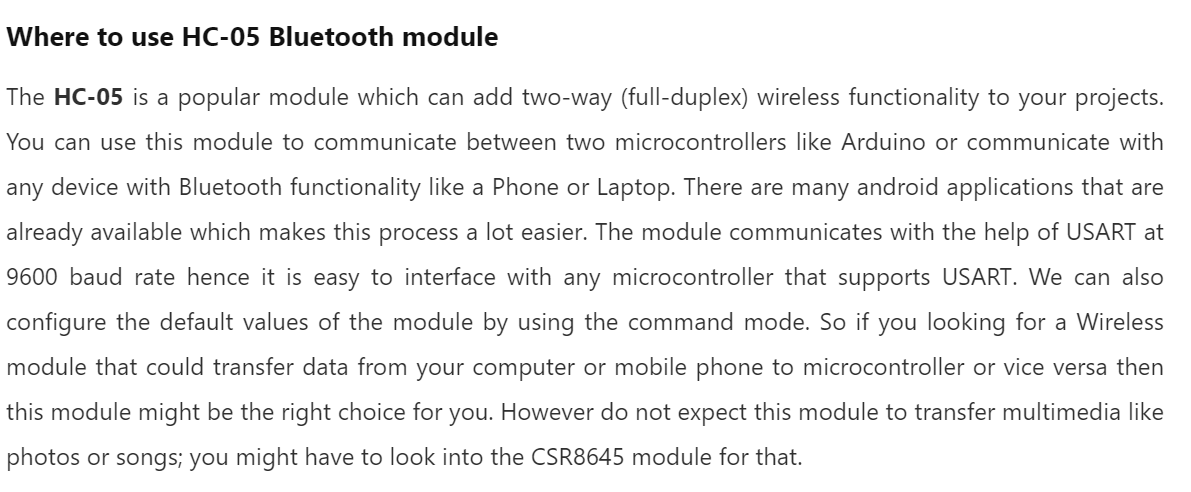 Where to use HC-05 Bluetooth module
The HC-05 is a popular module which can add two-way (full-duplex) wireless functionality to your projects.
You can use this module to communicate between two microcontrollers like Arduino or communicate with
any device with Bluetooth functionality like a Phone or Laptop. There are many android applications that are
already available which makes this process a lot easier. The module communicates with the help of USART at
9600 baud rate hence it is easy to interface with any microcontroller that supports USART. We can also
configure the default values of the module by using the command mode. So if you looking for a Wireless
module that could transfer data from your computer or mobile phone to microcontroller or vice versa then
this module might be the right choice for you. However do not expect this module to transfer multimedia like
photos or songs; you might have to look into the CSR8645 module for that.